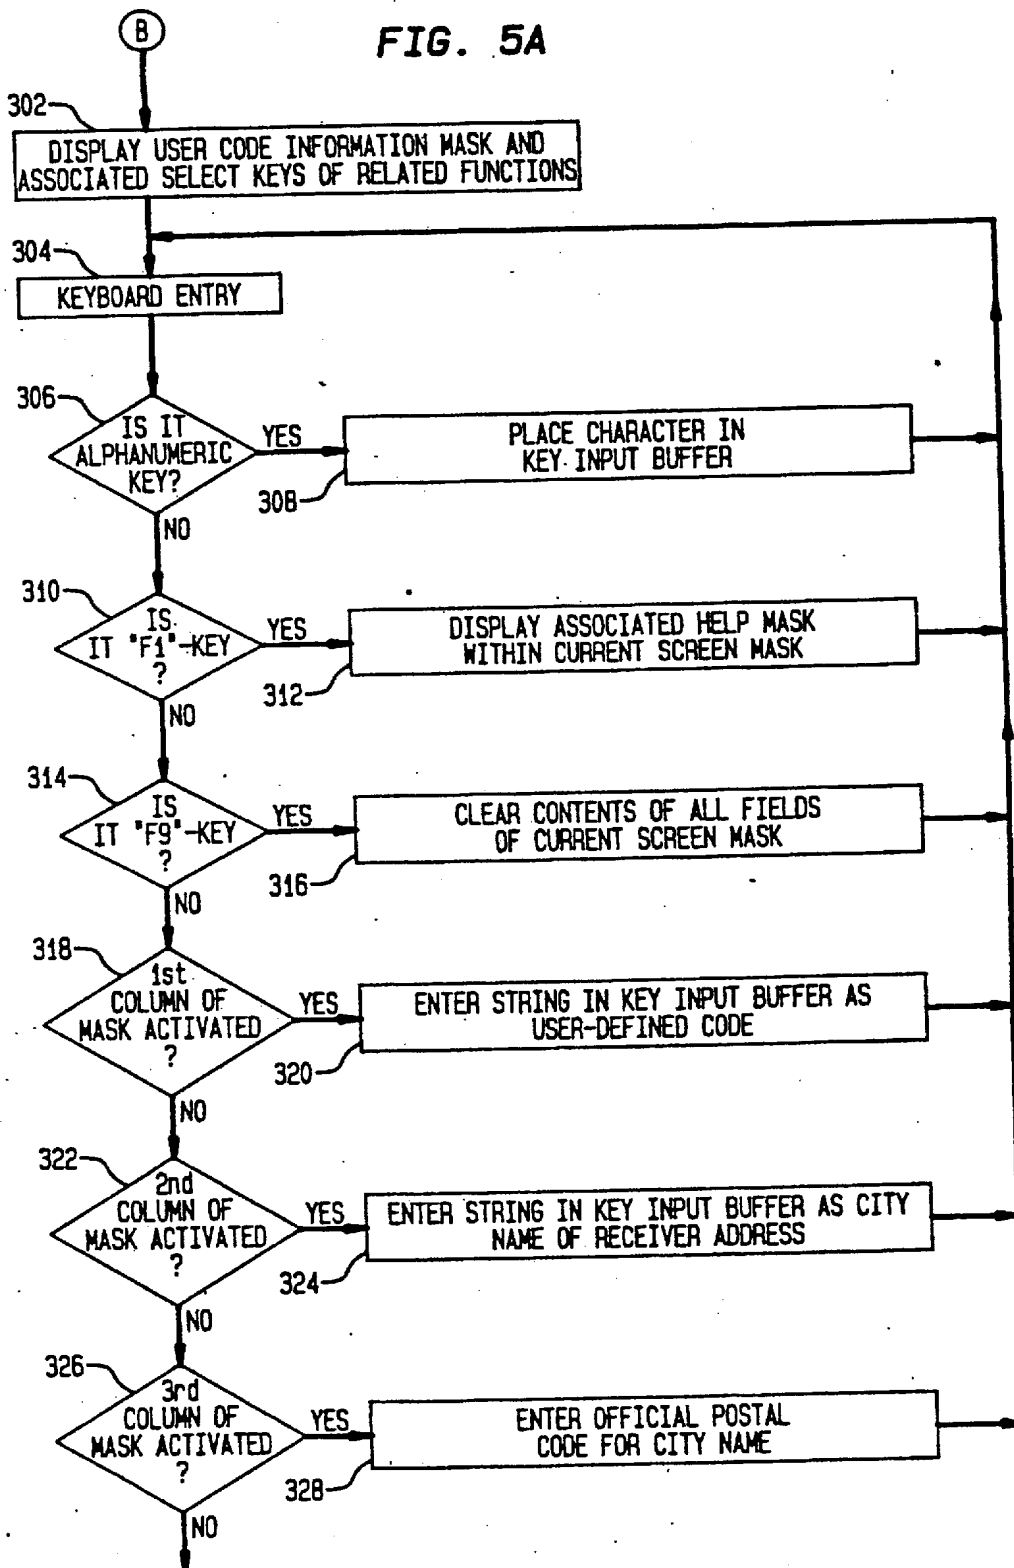 B
FIG. 5A
302
DISPLAY USER CODE INFORMATION MASK AND
ASSOCIATED SELECT KEYS OF RELATED FUNCTIONS
304
KEYBOARD ENTRY
306
IS IT
ALPHANUMERIC
KEY?
YES
PLACE CHARACTER IN
KEY INPUT BUFFER
308
NO
310
IS
IT "F1"-KEY
?
YES
DISPLAY ASSOCIATED HELP MASK
WITHIN CURRENT SCREEN MASK
312
NO
314
IS
IT "F9"-KEY
?
YES
CLEAR CONTENTS OF ALL FIELDS
OF CURRENT SCREEN MASK
316
NO
318
1st
COLUMN OF
MASK ACTIVATED
?
YES
ENTER STRING IN KEY INPUT BUFFER AS
USER-DEFINED CODE
320
NO
322
2nd
COLUMN OF
MASK ACTIVATED
?
YES
ENTER STRING IN KEY INPUT BUFFER AS CITY
NAME OF RECEIVER ADDRESS
324
NO
326
3rd
COLUMN OF
MASK ACTIVATED
?
YES
ENTER OFFICIAL POSTAL
CODE FOR CITY NAME
328
NO